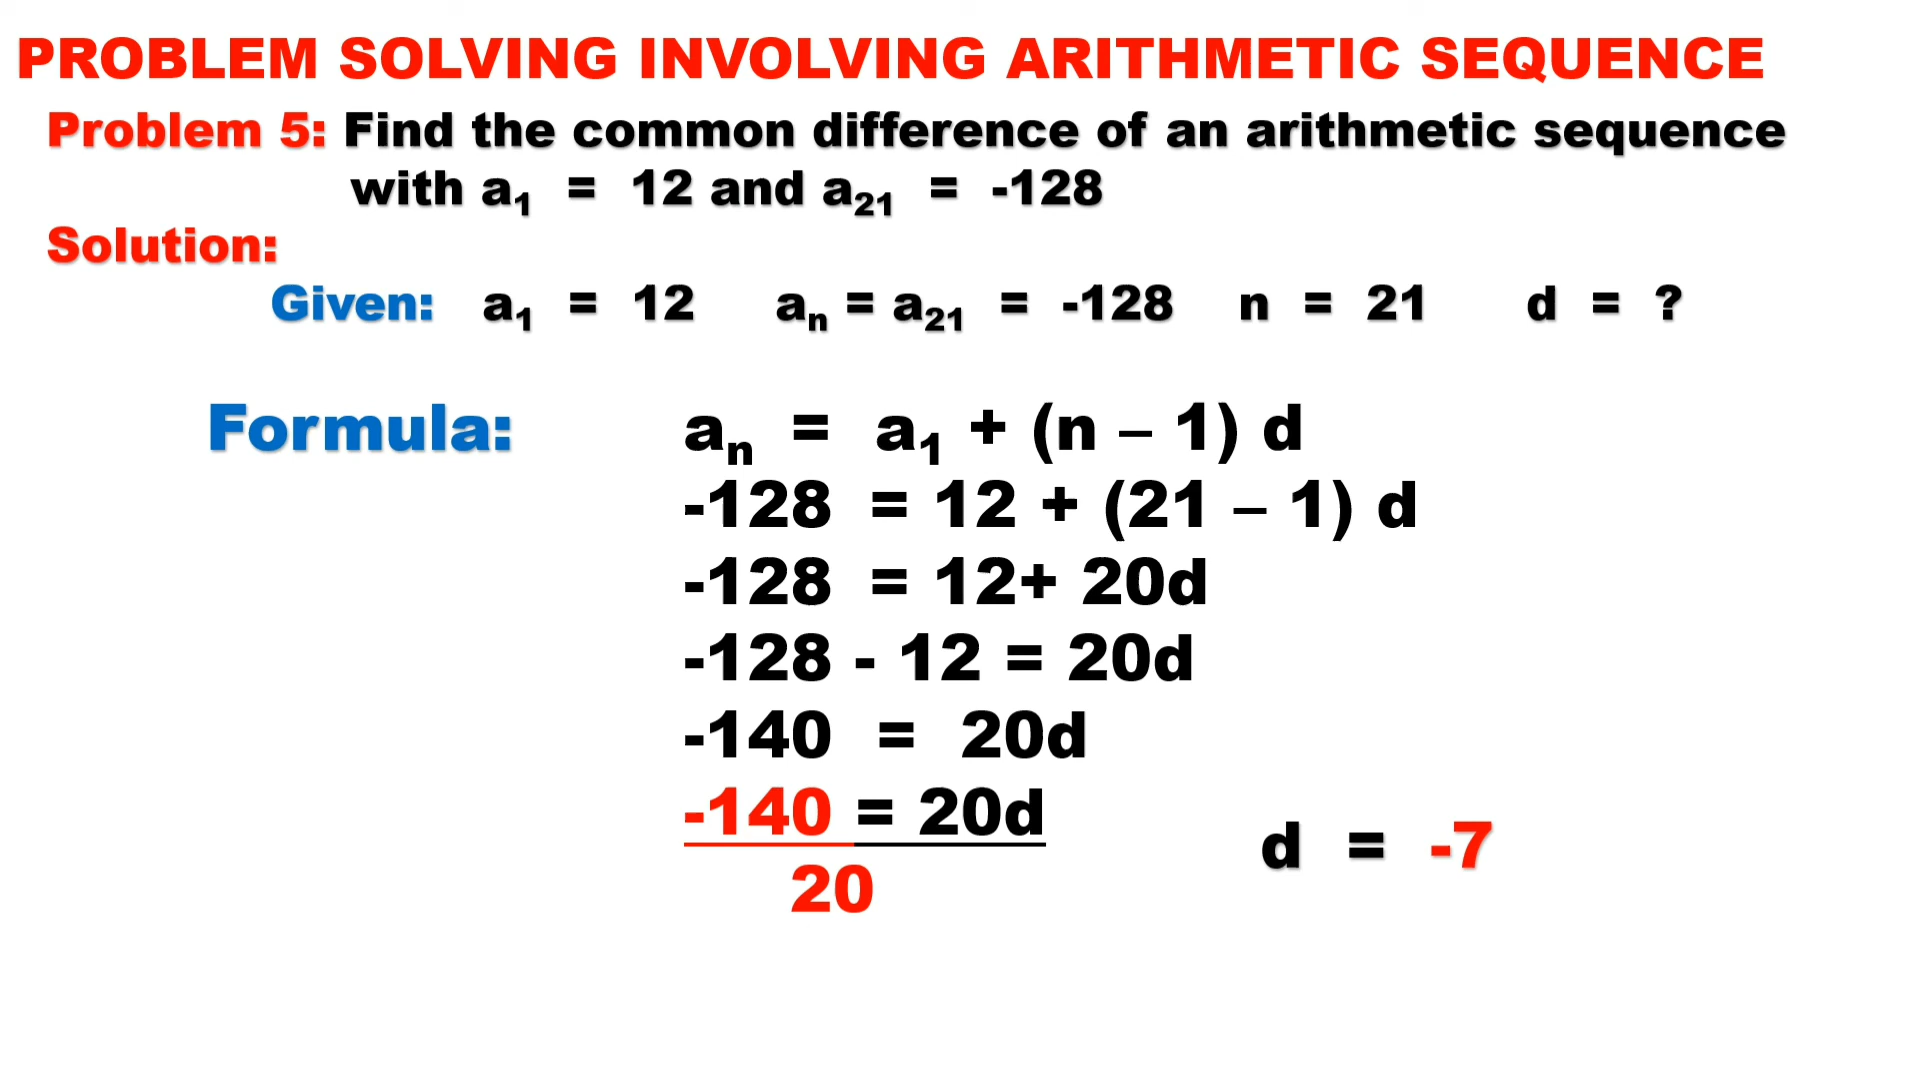 PROBLEM SOLVING INVOLVING ARITHMETIC SEQUENCE
Problem 5: Find the common difference of an arithmetic sequence
with a₁ = 12 and a₂₁ = -128
Solution:
Given: a₁ = 12 aₙ = a₂₁ = -128 n = 21 d = ?
Formula: aₙ = a₁ + (n – 1) d
-128 = 12 + (21 – 1) d
-128 = 12+ 20d
-128 - 12 = 20d
-140 = 20d
-140 = 20d
20
d = -7